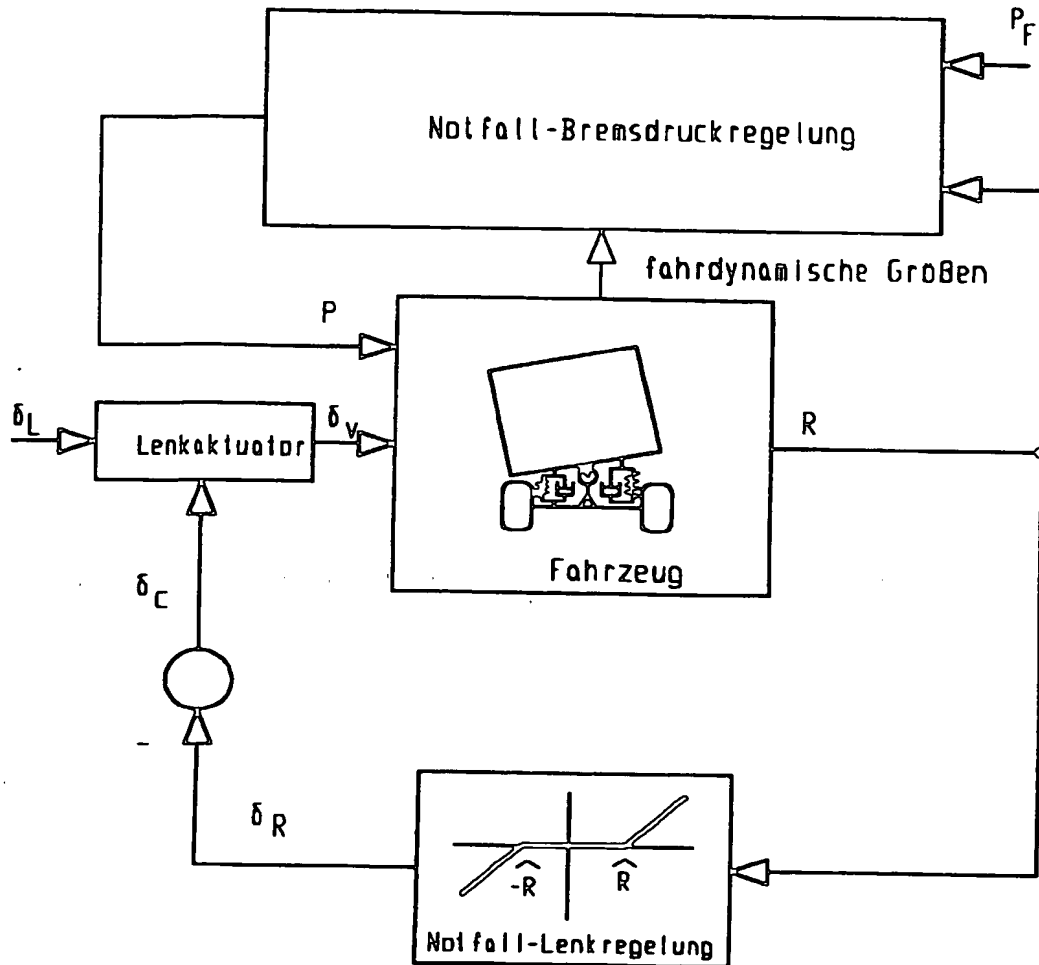 P_F
Notfall-Bremsdruckregelung
fahrdynamische Größen
P
δ_L
Lenkaktuator
δ_v
R
Fahrzeug
δ_C
-
δ_R
-R̂
R̂
Notfall-Lenkregelung